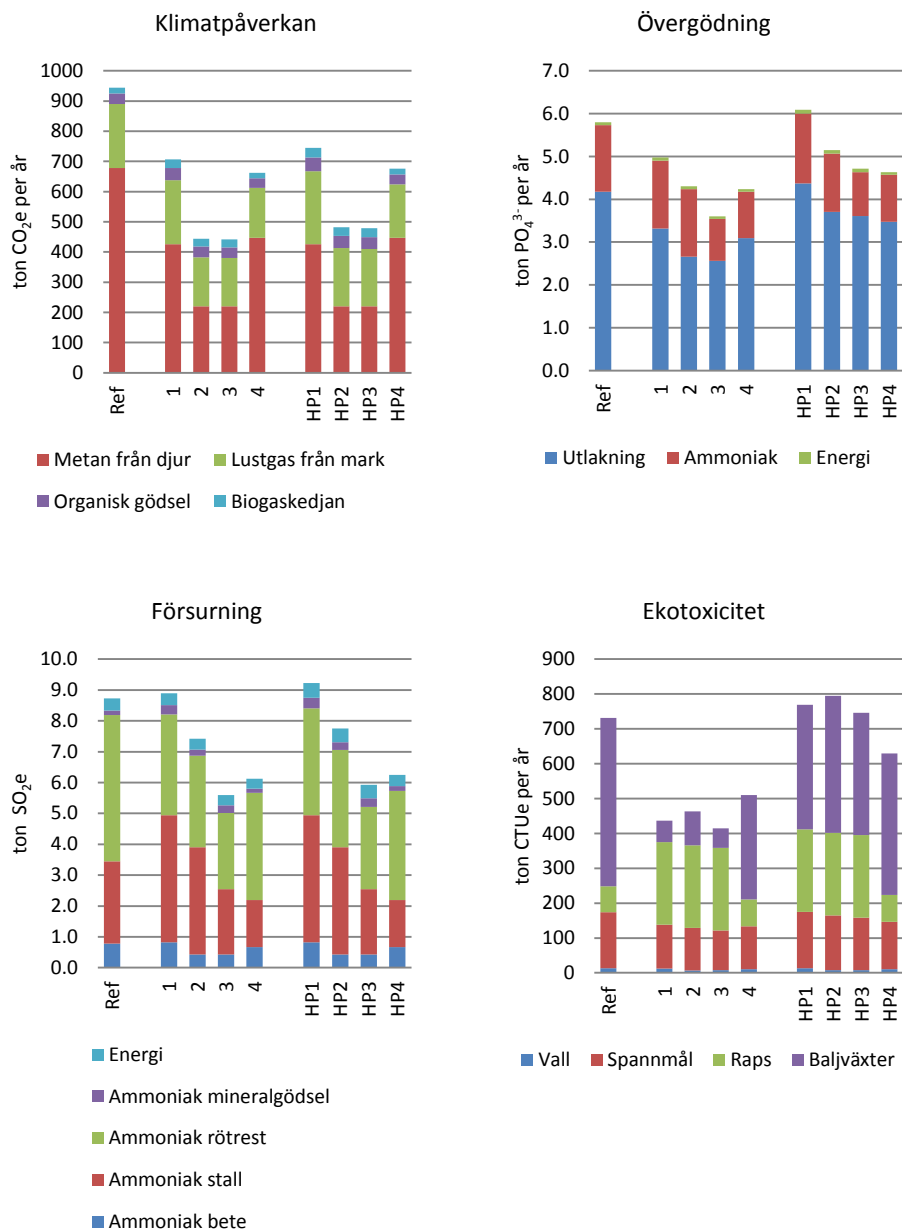 Klimatpåverkan
ton CO₂e per år
1000
900
800
700
600
500
400
300
200
100
0
Ref
1
2
3
4
HP1
HP2
HP3
HP4
Metan från djur
Lustgas från mark
Organisk gödsel
Biogaskedjan
Övergödning
ton PO₄³⁻ per år
7.0
6.0
5.0
4.0
3.0
2.0
1.0
0.0
Ref
1
2
3
4
HP1
HP2
HP3
HP4
Utlakning
Ammoniak
Energi
Försurning
ton SO₂e
10.0
9.0
8.0
7.0
6.0
5.0
4.0
3.0
2.0
1.0
0.0
Ref
1
2
3
4
HP1
HP2
HP3
HP4
Energi
Ammoniak mineralgödsel
Ammoniak rötrest
Ammoniak stall
Ammoniak bete
Ekotoxicitet
ton CTUe per år
900
800
700
600
500
400
300
200
100
0
Ref
1
2
3
4
HP1
HP2
HP3
HP4
Vall
Spannmål
Raps
Baljväxter